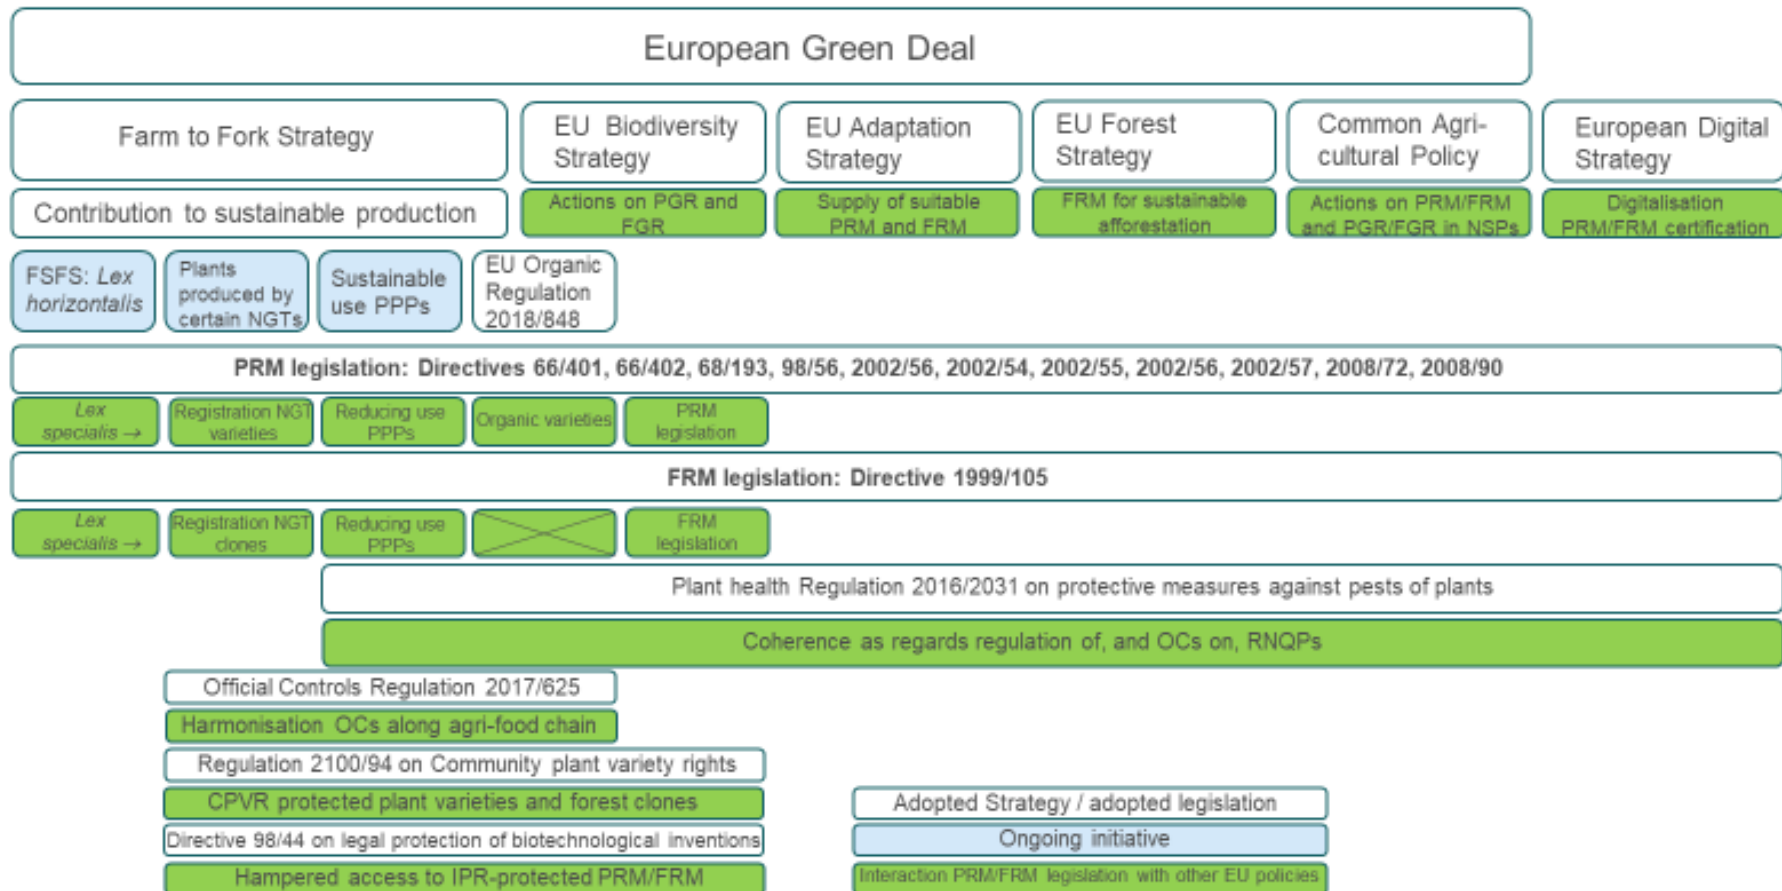 European Green Deal
Farm to Fork Strategy
EU Biodiversity
Strategy
EU Adaptation
Strategy
EU Forest
Strategy
Common Agri-
cultural Policy
European Digital
Strategy
Contribution to sustainable production
Actions on PGR and
FGR
Supply of suitable
PRM and FRM
FRM for sustainable
afforestation
Actions on PRM/FRM
and PGR/FGR in NSPs
Digitalisation
PRM/FRM certification
FSFS: Lex
horizontalis
Plants
produced by
certain NGTs
Sustainable
use PPPs
EU Organic
Regulation
2018/848
PRM legislation: Directives 66/401, 66/402, 68/193, 98/56, 2002/56, 2002/54, 2002/55, 2002/56, 2002/57, 2008/72, 2008/90
Lex
specialis →
Registration NGT
varieties
Reducing use
PPPs
Organic varieties
PRM
legislation
FRM legislation: Directive 1999/105
Lex
specialis →
Registration NGT
clones
Reducing use
PPPs
FRM
legislation
Plant health Regulation 2016/2031 on protective measures against pests of plants
Coherence as regards regulation of, and OCs on, RNQPs
Official Controls Regulation 2017/625
Harmonisation OCs along agri-food chain
Regulation 2100/94 on Community plant variety rights
CPVR protected plant varieties and forest clones
Directive 98/44 on legal protection of biotechnological inventions
Hampered access to IPR-protected PRM/FRM
Adopted Strategy / adopted legislation
Ongoing initiative
Interaction PRM/FRM legislation with other EU policies